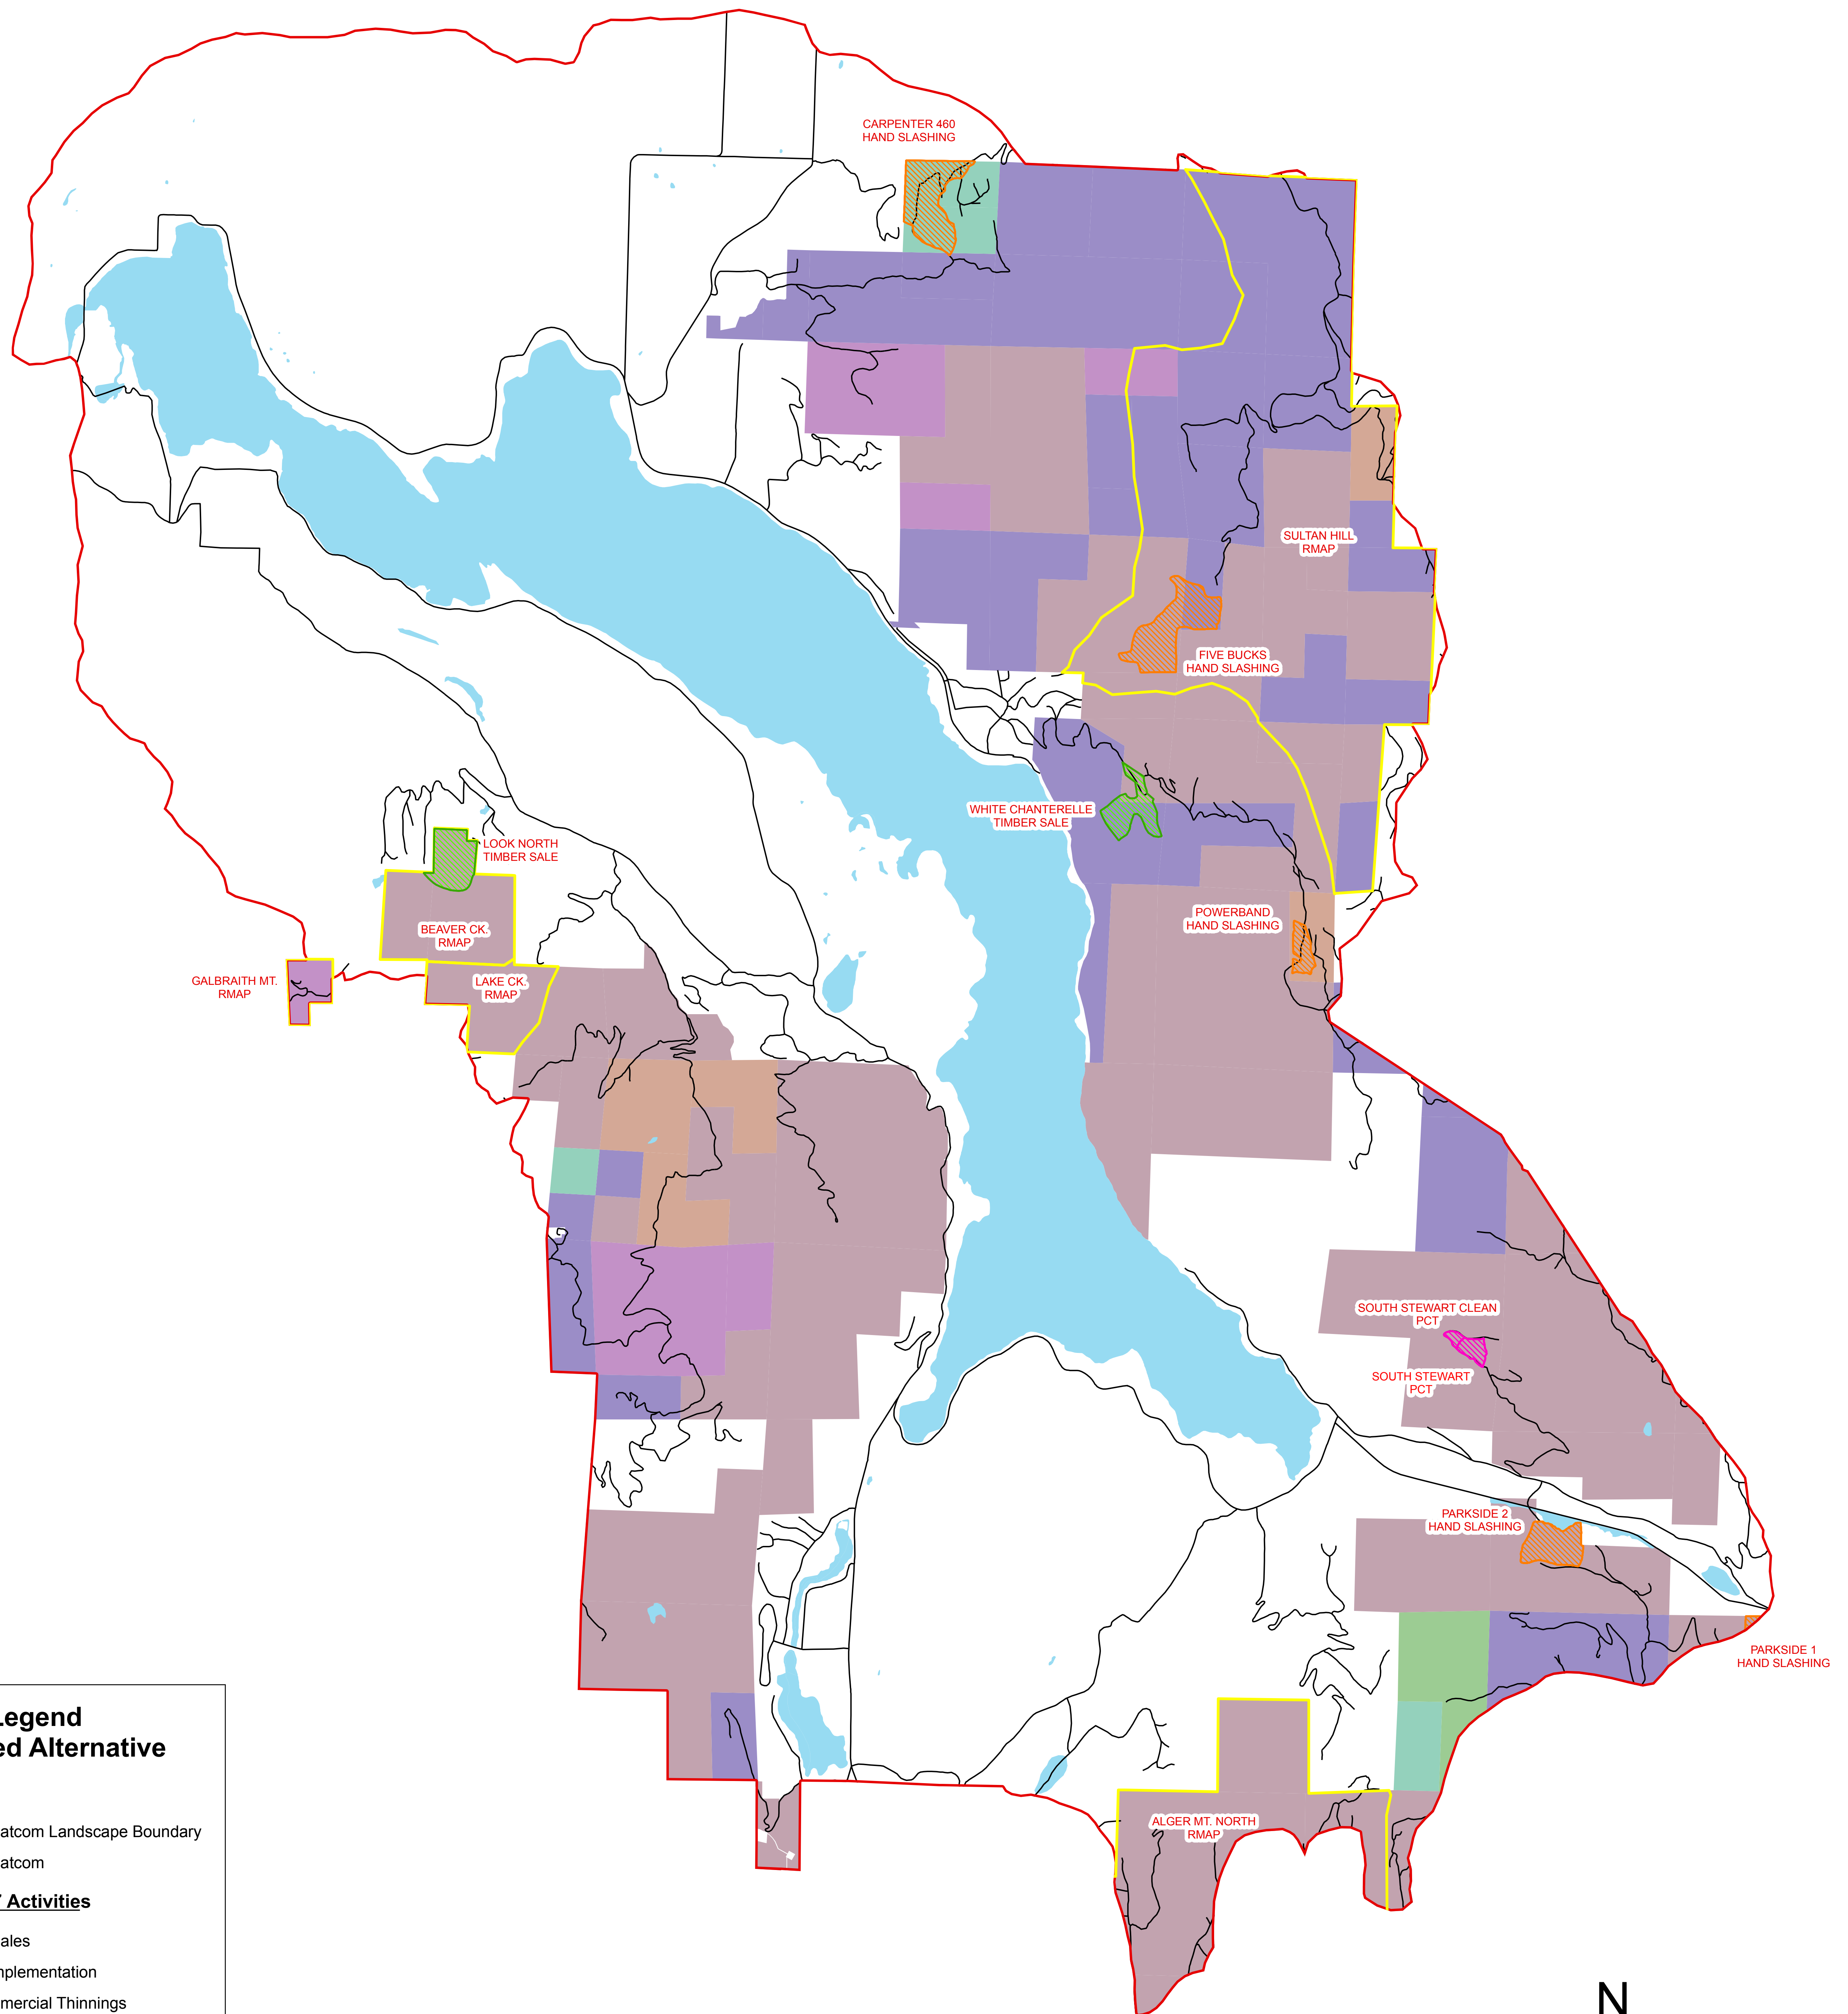 CARPENTER 460
HAND SLASHING
SULTAN HILL
RMAP
FIVE BUCKS
HAND SLASHING
WHITE CHANTERELLE
TIMBER SALE
LOOK NORTH
TIMBER SALE
POWERBAND
HAND SLASHING
BEAVER CK.
RMAP
GALBRAITH MT.
RMAP
LAKE CK.
RMAP
SOUTH STEWART CLEAN
PCT
SOUTH STEWART
PCT
PARKSIDE 2
HAND SLASHING
PARKSIDE 1
HAND SLASHING
ALGER MT. NORTH
RMAP
Legend
ed Alternative
atcom Landscape Boundary
atcom
Activities
ales
mplementation
mercial Thinnings
N